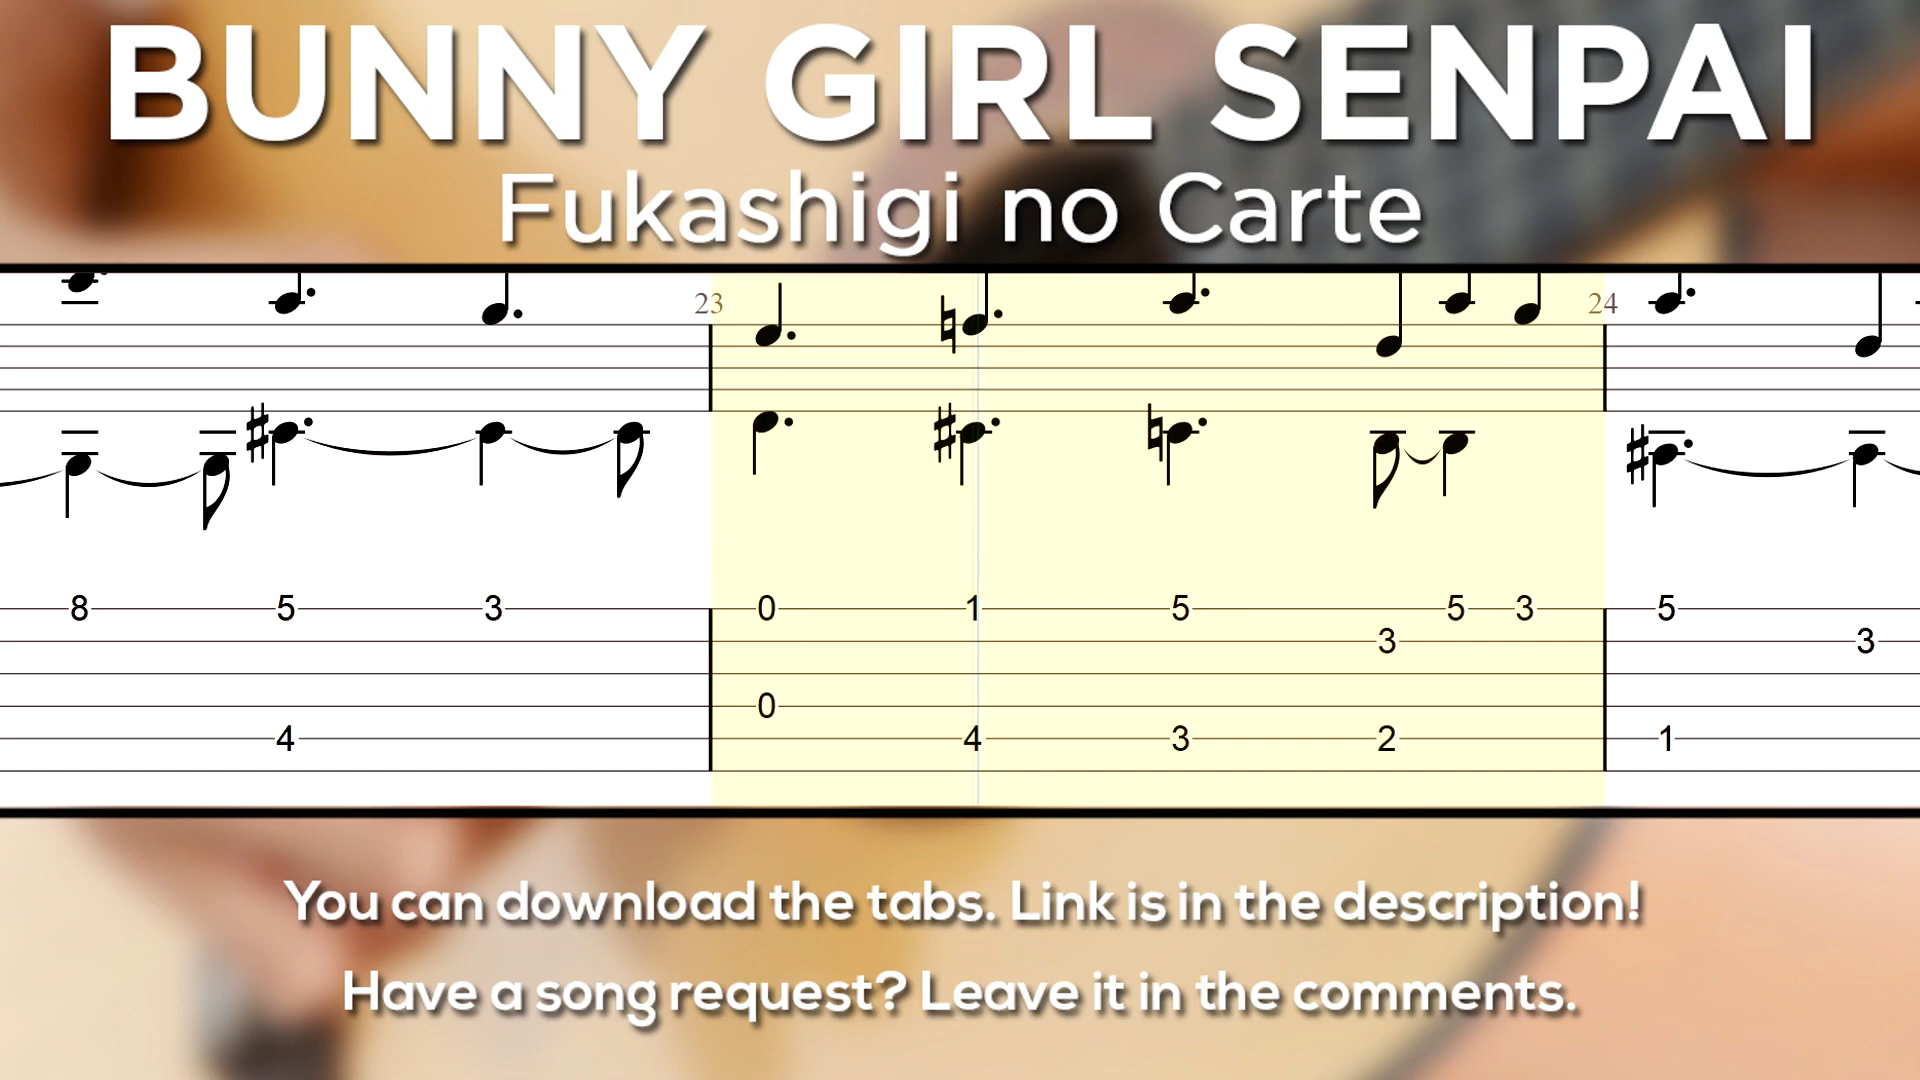 BUNNY GIRL SENPAI
Fukashigi no Carte
23 24
8 5 3 0 1 5 5 3 5
3 3
0
4 4 3 2 1
You can download the tabs. Link is in the description!
Have a song request? Leave it in the comments.